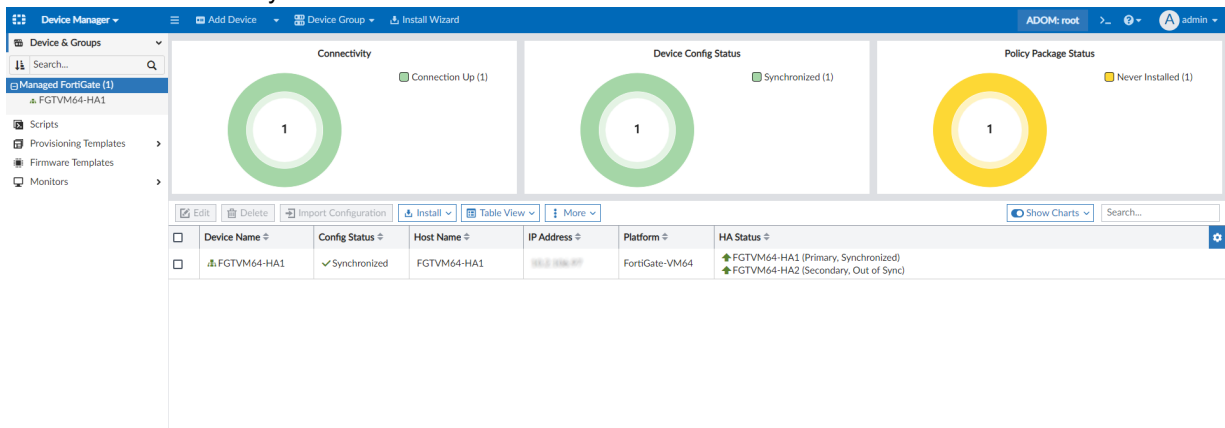 Device Manager Add Device Device Group Install Wizard ADOM: root >_ ? A admin
Device & Groups
Search...
Managed FortiGate (1)
FGTVM64-HA1
Scripts
Provisioning Templates
Firmware Templates
Monitors
Connectivity
Connection Up (1)
1
Device Config Status
Synchronized (1)
1
Policy Package Status
Never Installed (1)
1
Edit Delete Import Configuration Install Table View More Show Charts Search...
Device Name Config Status Host Name IP Address Platform HA Status
FGTVM64-HA1 Synchronized FGTVM64-HA1 FortiGate-VM64 FGTVM64-HA1 (Primary, Synchronized)
FGTVM64-HA2 (Secondary, Out of Sync)